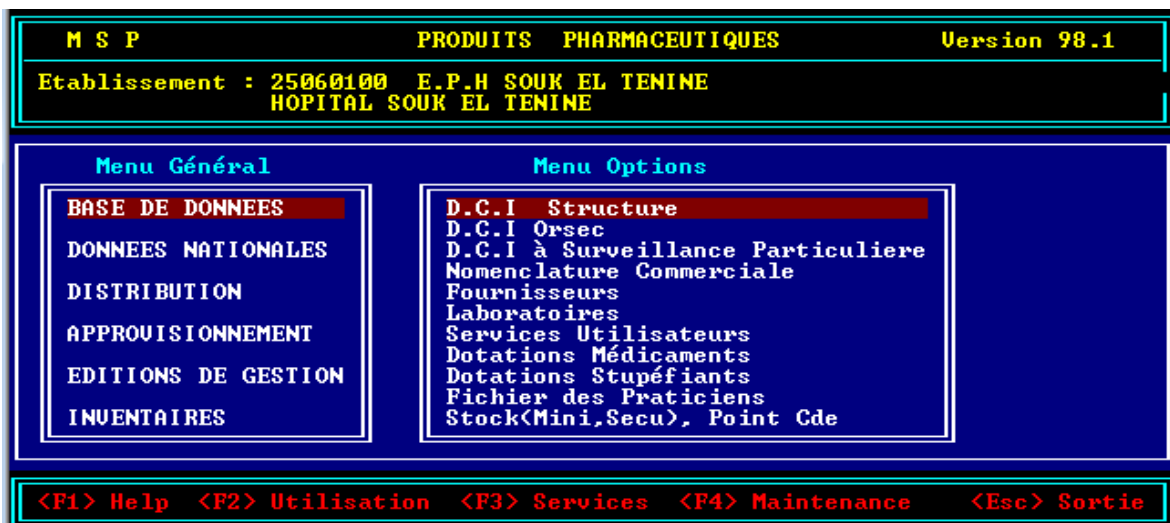 M S P PRODUITS PHARMACEUTIQUES Version 98.1
Etablissement : 25060100 E.P.H SOUK EL TENINE
HOPITAL SOUK EL TENINE
Menu Général
BASE DE DONNEES
DONNEES NATIONALES
DISTRIBUTION
APPROVISIONNEMENT
EDITIONS DE GESTION
INVENTAIRES
Menu Options
D.C.I Structure
D.C.I Orsec
D.C.I à Surveillance Particuliere
Nomenclature Commerciale
Fournisseurs
Laboratoires
Services Utilisateurs
Dotations Médicaments
Dotations Stupéfiants
Fichier des Praticiens
Stock(Mini,Secu), Point Cde
<F1> Help <F2> Utilisation <F3> Services <F4> Maintenance <Esc> Sortie